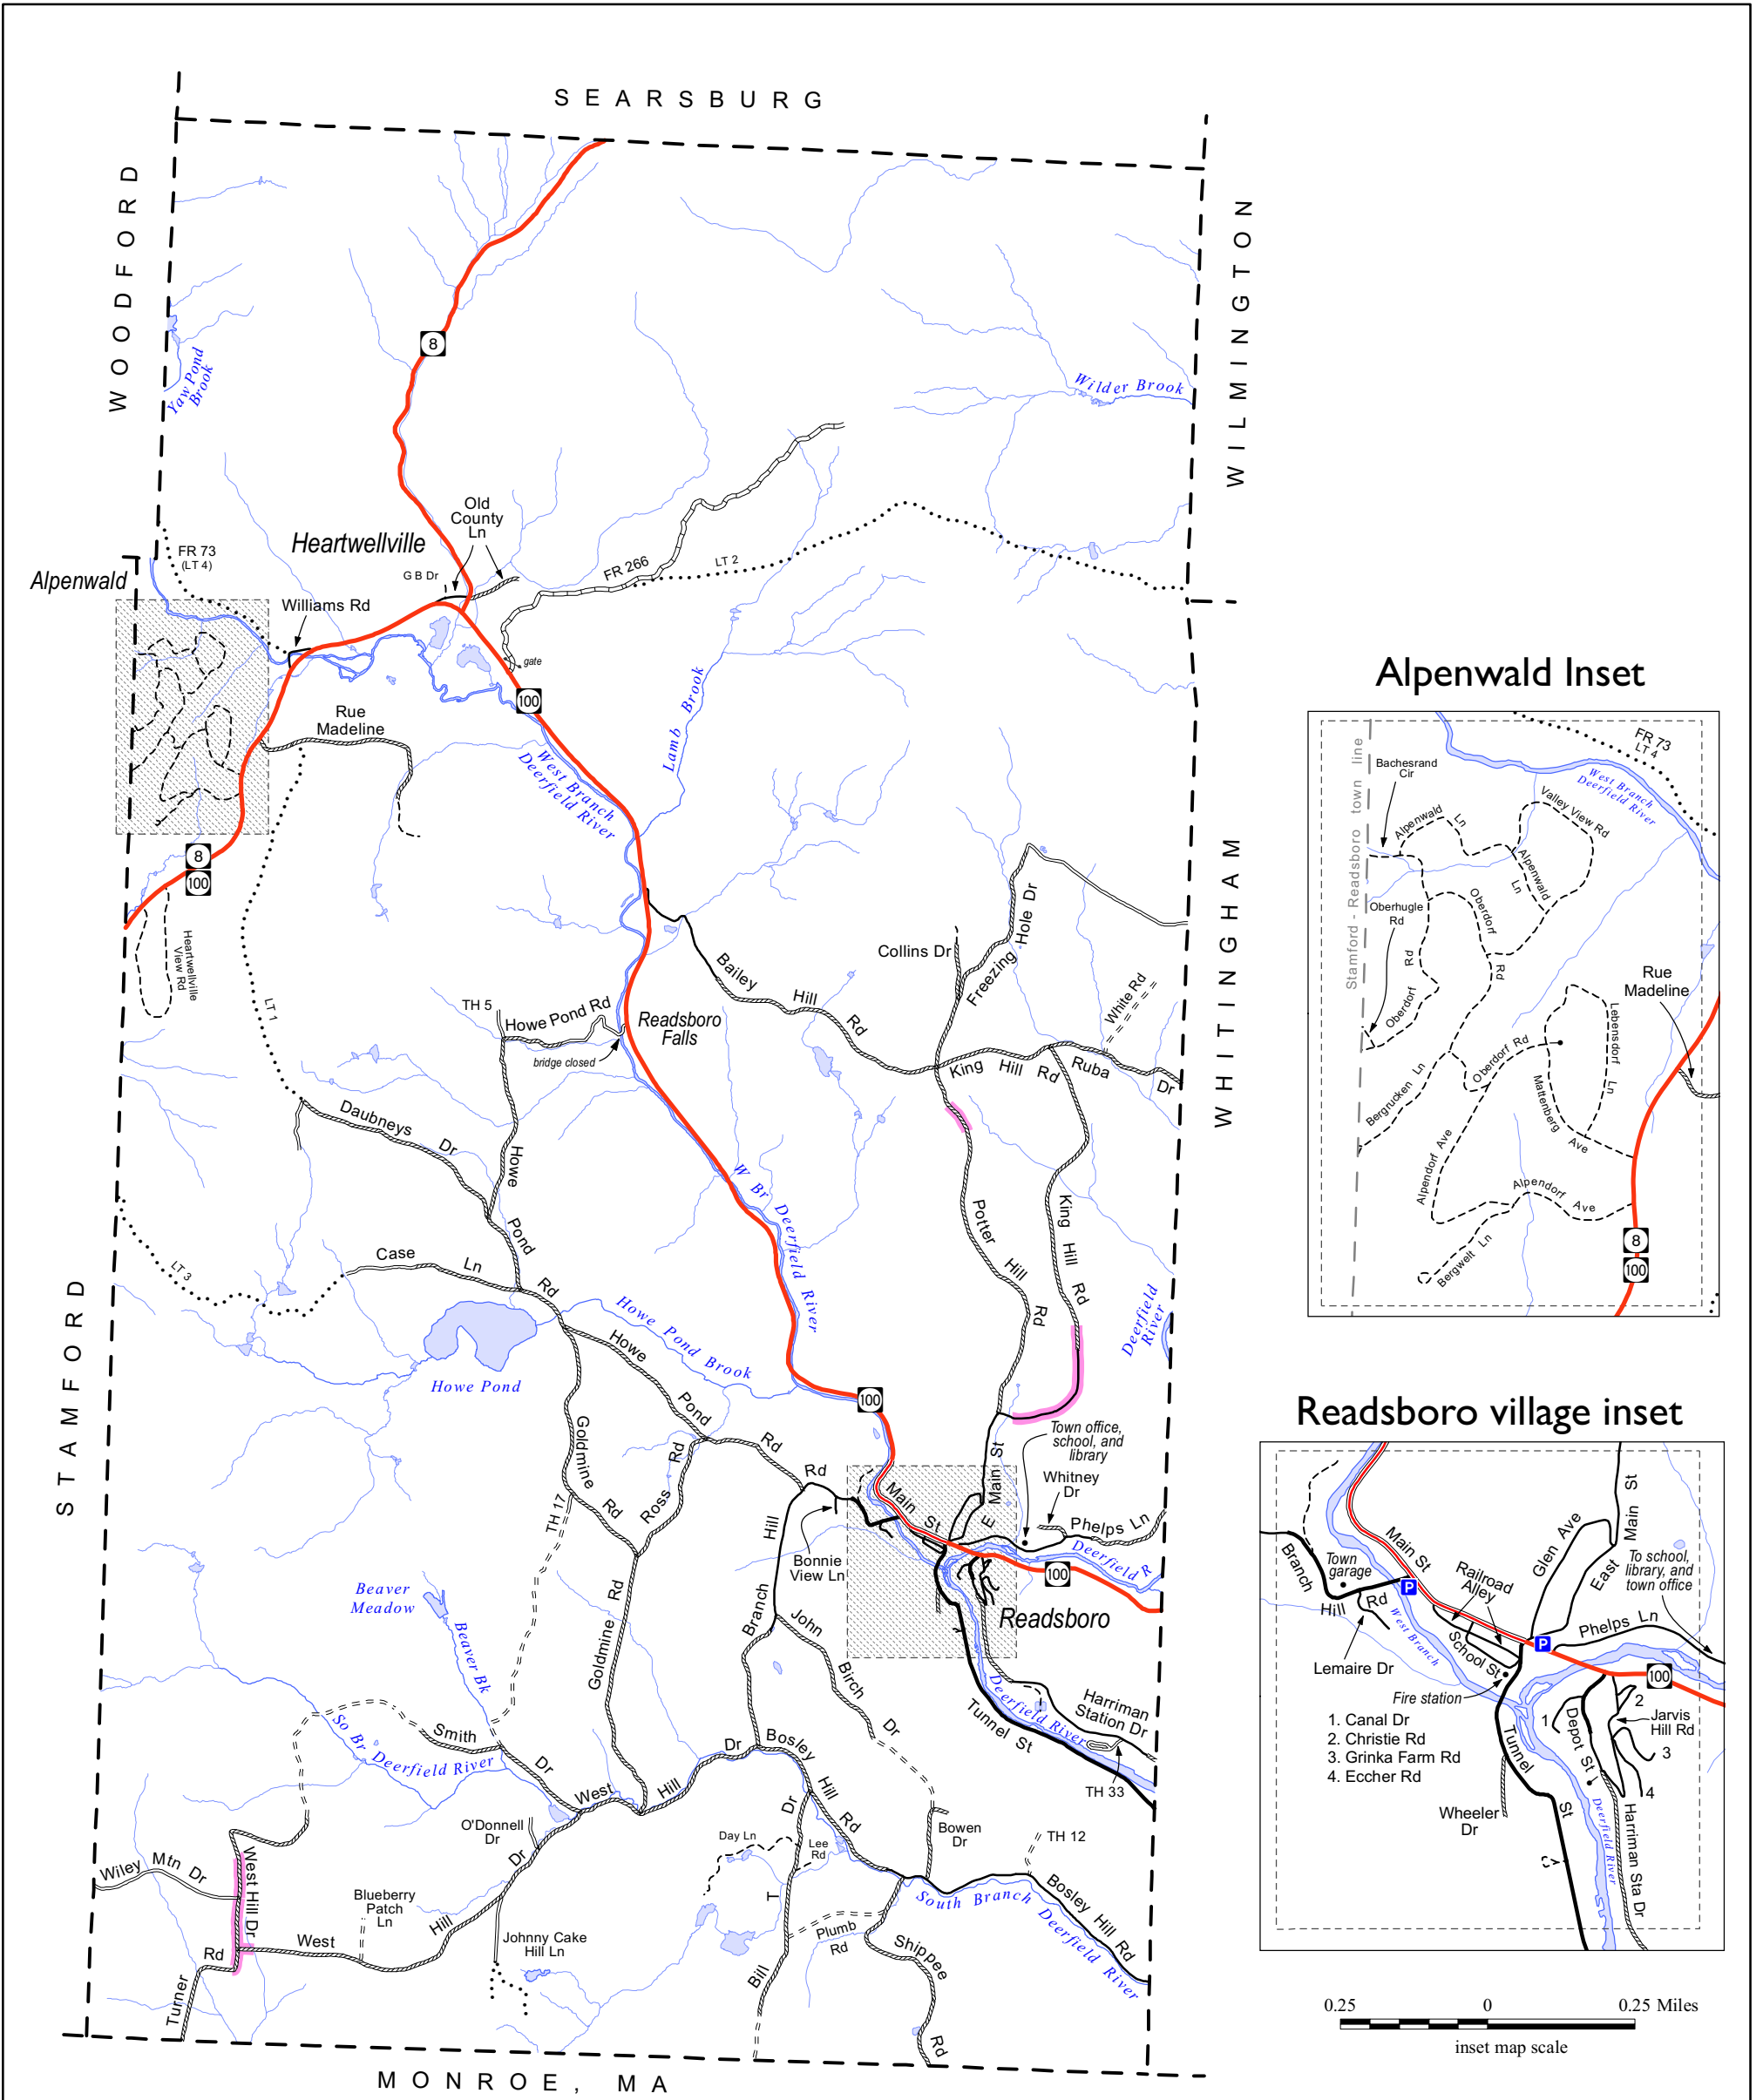 SEARSBURG
WOODFORD
WILMINGTON
8
Yaw Pond
Brook
Wilder Brook
Old
County
Ln
Heartwellville
FR 73
(LT 4)
G B Dr
FR 266
LT 2
Alpenwald
Williams Rd
gate
100
Rue
Madeline
Lamb Brook
West Branch
Deerfield River
8
100
Heartwellville
View Rd
LT 1
WHITINGHAM
Collins Dr
Freezing Hole Dr
Bailey Hill Rd
White Rd
TH 5
Howe Pond Rd
Readsboro
Falls
bridge closed
King Hill Rd
Ruba Dr
Daubneys Dr
Howe Pond Rd
W Br Deerfield River
Potter Hill Rd
King Hill Rd
Case Ln
LT 3
Deerfield
River
STAMFORD
Howe Pond Brook
Howe Pond
Howe Pond Rd
100
Goldmine Rd
Ross Rd
TH 17
Rd
Main St
E Main St
Town office,
school, and
library
Whitney
Dr
Phelps Ln
Deerfield R
100
Bonnie
View Ln
Readsboro
Branch Hill
John Birch Dr
Beaver
Meadow
Beaver Bk
Goldmine Rd
Deerfield River
Harriman
Station Dr
Tunnel St
TH 33
So Br Deerfield River
Smith Dr
West Hill Dr
Bosley Hill Rd
O'Donnell
Dr
Day Ln
Lee
Rd
Bowen
Dr
TH 12
Wiley Mtn Dr
West Hill Dr
Blueberry
Patch
Ln
West Hill Dr
Johnny Cake
Hill Ln
Turner Rd
Bill T Dr
Plumb
Rd
Shippee Rd
South Branch Deerfield River
Bosley Hill Rd
MONROE, MA
Alpenwald Inset
Stamford - Readsboro town line
FR 73
LT 4
Bachesrand
Cir
West Branch
Deerfield River
Alpenwald Ln
Valley View Rd
Alpenwald Ln
Oberhugle
Rd
Oberdorf Rd
Oberdorf Rd
Rue
Madeline
Lebensdorf Ln
Oberdorf Rd
Bergrucken Ln
Mattenberg Ave
Alpendorf Ave
Alpendorf Ave
Bergwelt Ln
8
100
Readsboro village inset
Main St
Glen Ave
East Main St
Branch Hill Rd
Town
garage
P
Railroad
Alley
To school,
library, and
town office
West Branch
School St
P
Phelps Ln
Lemaire Dr
Fire station
100
1. Canal Dr
2. Christie Rd
3. Grinka Farm Rd
4. Eccher Rd
1
2
Jarvis
Hill Rd
3
4
Depot St
Tunnel St
Wheeler
Dr
Deerfield River
Harriman Sta Dr
0.25 0 0.25 Miles
inset map scale